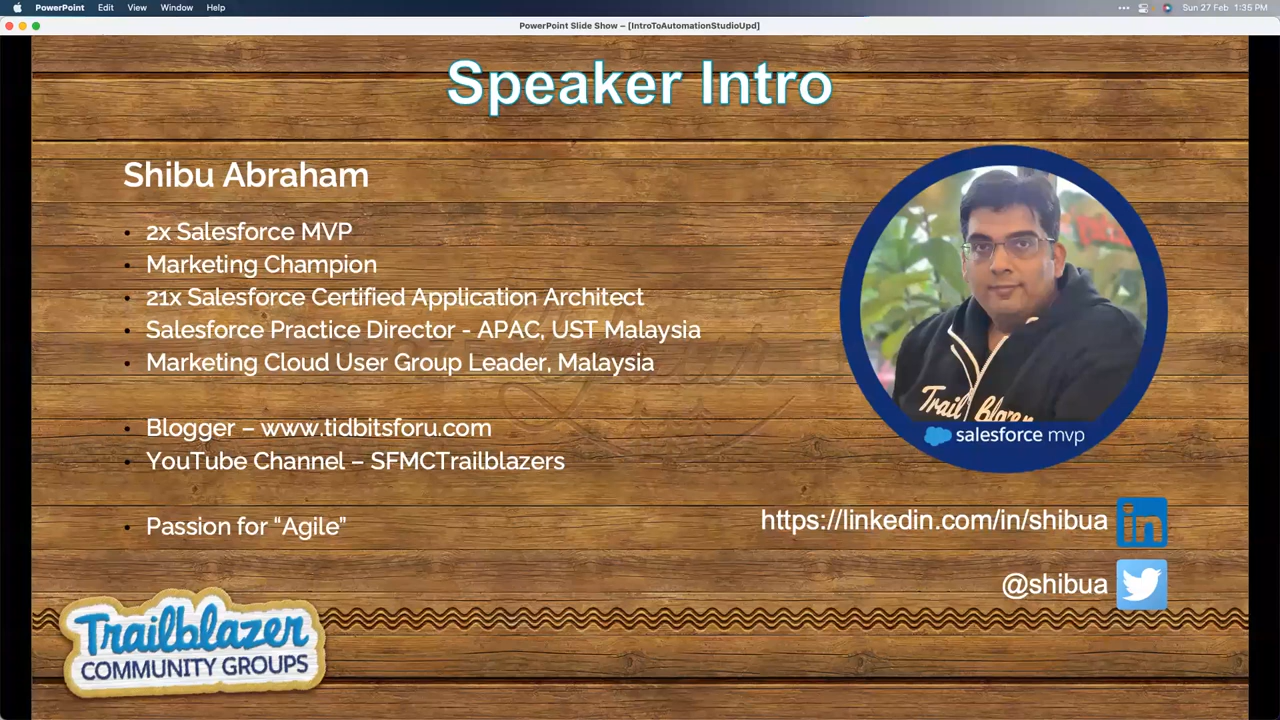 PowerPoint Edit View Window Help
Sun 27 Feb 1:35 PM
PowerPoint Slide Show – [IntroToAutomationStudioUpd]
Speaker Intro
Shibu Abraham
• 2x Salesforce MVP
• Marketing Champion
• 21x Salesforce Certified Application Architect
• Salesforce Practice Director - APAC, UST Malaysia
• Marketing Cloud User Group Leader, Malaysia
• Blogger – www.tidbitsforu.com
• YouTube Channel – SFMCTrailblazers
• Passion for “Agile”
Trailblazer
salesforce mvp
https://linkedin.com/in/shibua
in
@shibua
Trailblazer
COMMUNITY GROUPS